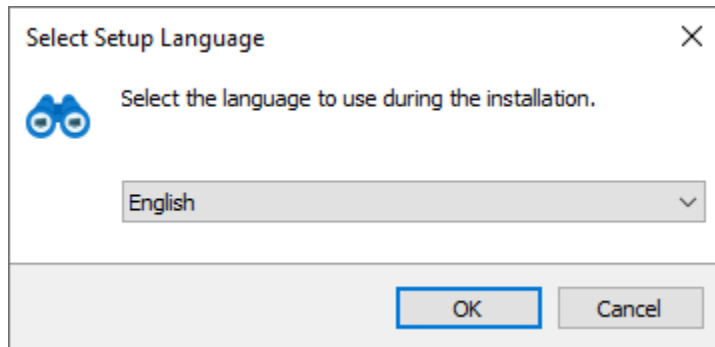 Select Setup Language
Select the language to use during the installation.
English
OK
Cancel